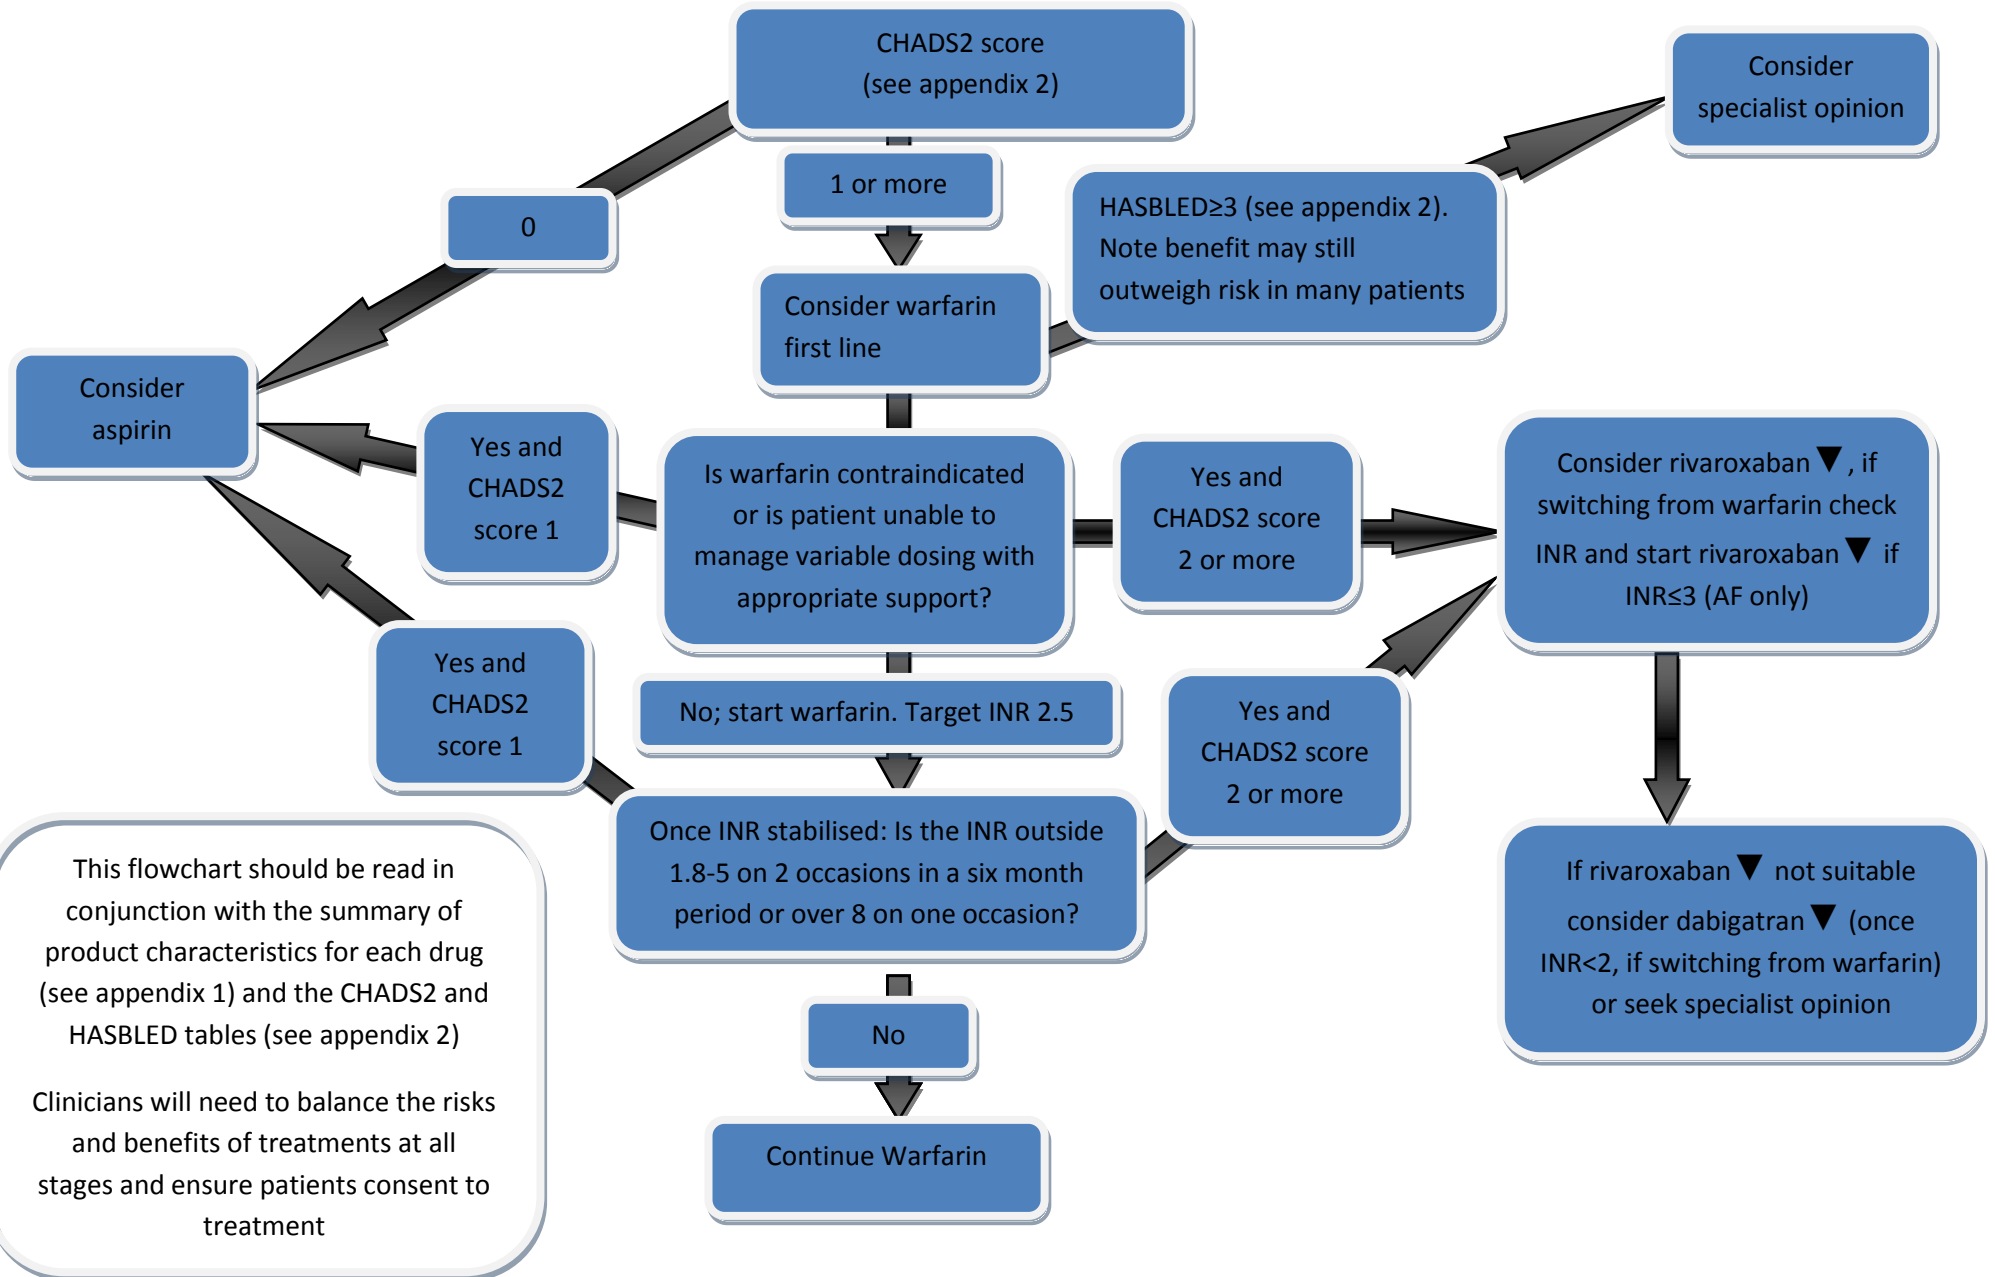 CHADS2 score
(see appendix 2)
Consider
specialist opinion
1 or more
0
HASBLED≥3 (see appendix 2).
Note benefit may still
outweigh risk in many patients
Consider warfarin
first line
Consider
aspirin
Yes and
CHADS2
score 1
Is warfarin contraindicated
or is patient unable to
manage variable dosing with
appropriate support?
Yes and
CHADS2 score
2 or more
Consider rivaroxaban▼, if
switching from warfarin check
INR and start rivaroxaban▼ if
INR≤3 (AF only)
Yes and
CHADS2
score 1
No; start warfarin. Target INR 2.5
Yes and
CHADS2 score
2 or more
Once INR stabilised: Is the INR outside
1.8-5 on 2 occasions in a six month
period or over 8 on one occasion?
If rivaroxaban▼ not suitable
consider dabigatran▼ (once
INR<2, if switching from warfarin)
or seek specialist opinion
This flowchart should be read in
conjunction with the summary of
product characteristics for each drug
(see appendix 1) and the CHADS2 and
HASBLED tables (see appendix 2)
Clinicians will need to balance the risks
and benefits of treatments at all
stages and ensure patients consent to
treatment
No
Continue Warfarin